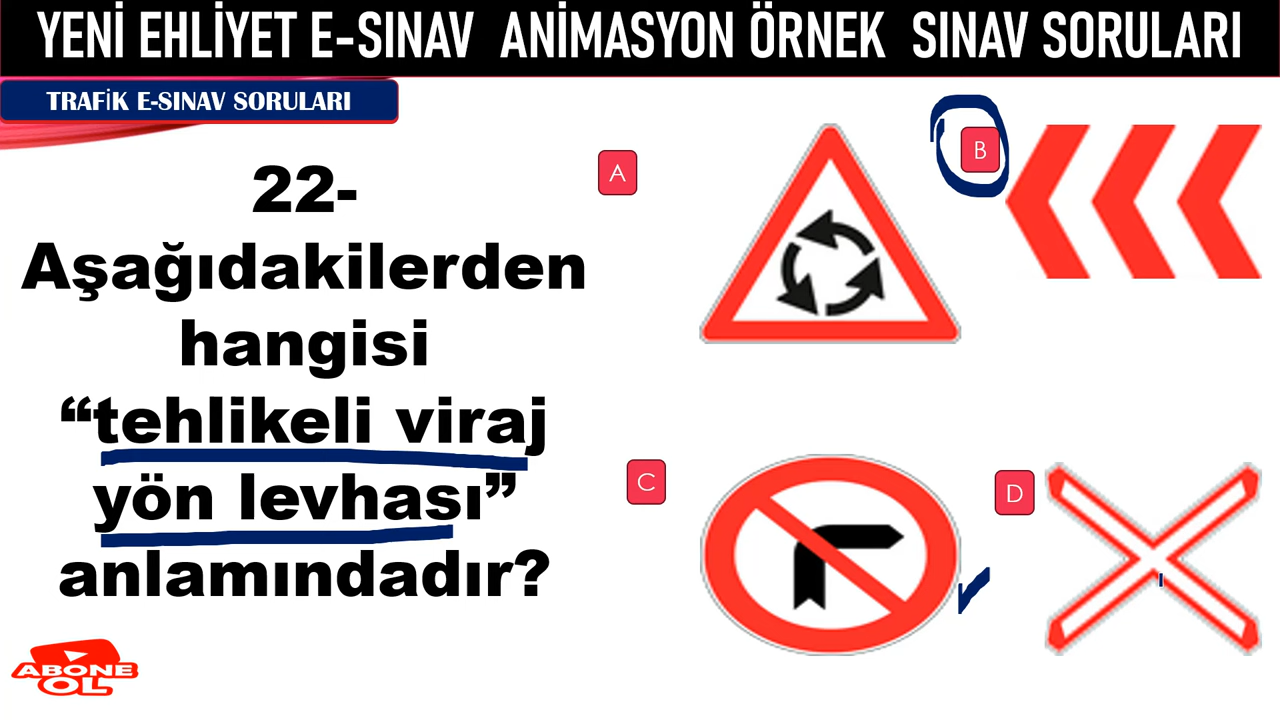 YENİ EHLİYET E-SINAV ANİMASYON ÖRNEK SINAV SORULARI
TRAFİK E-SINAV SORULARI
22-
Aşağıdakilerden
hangisi
“tehlikeli viraj
yön levhası”
anlamındadır?
A
B
C
D
ABONE
OL